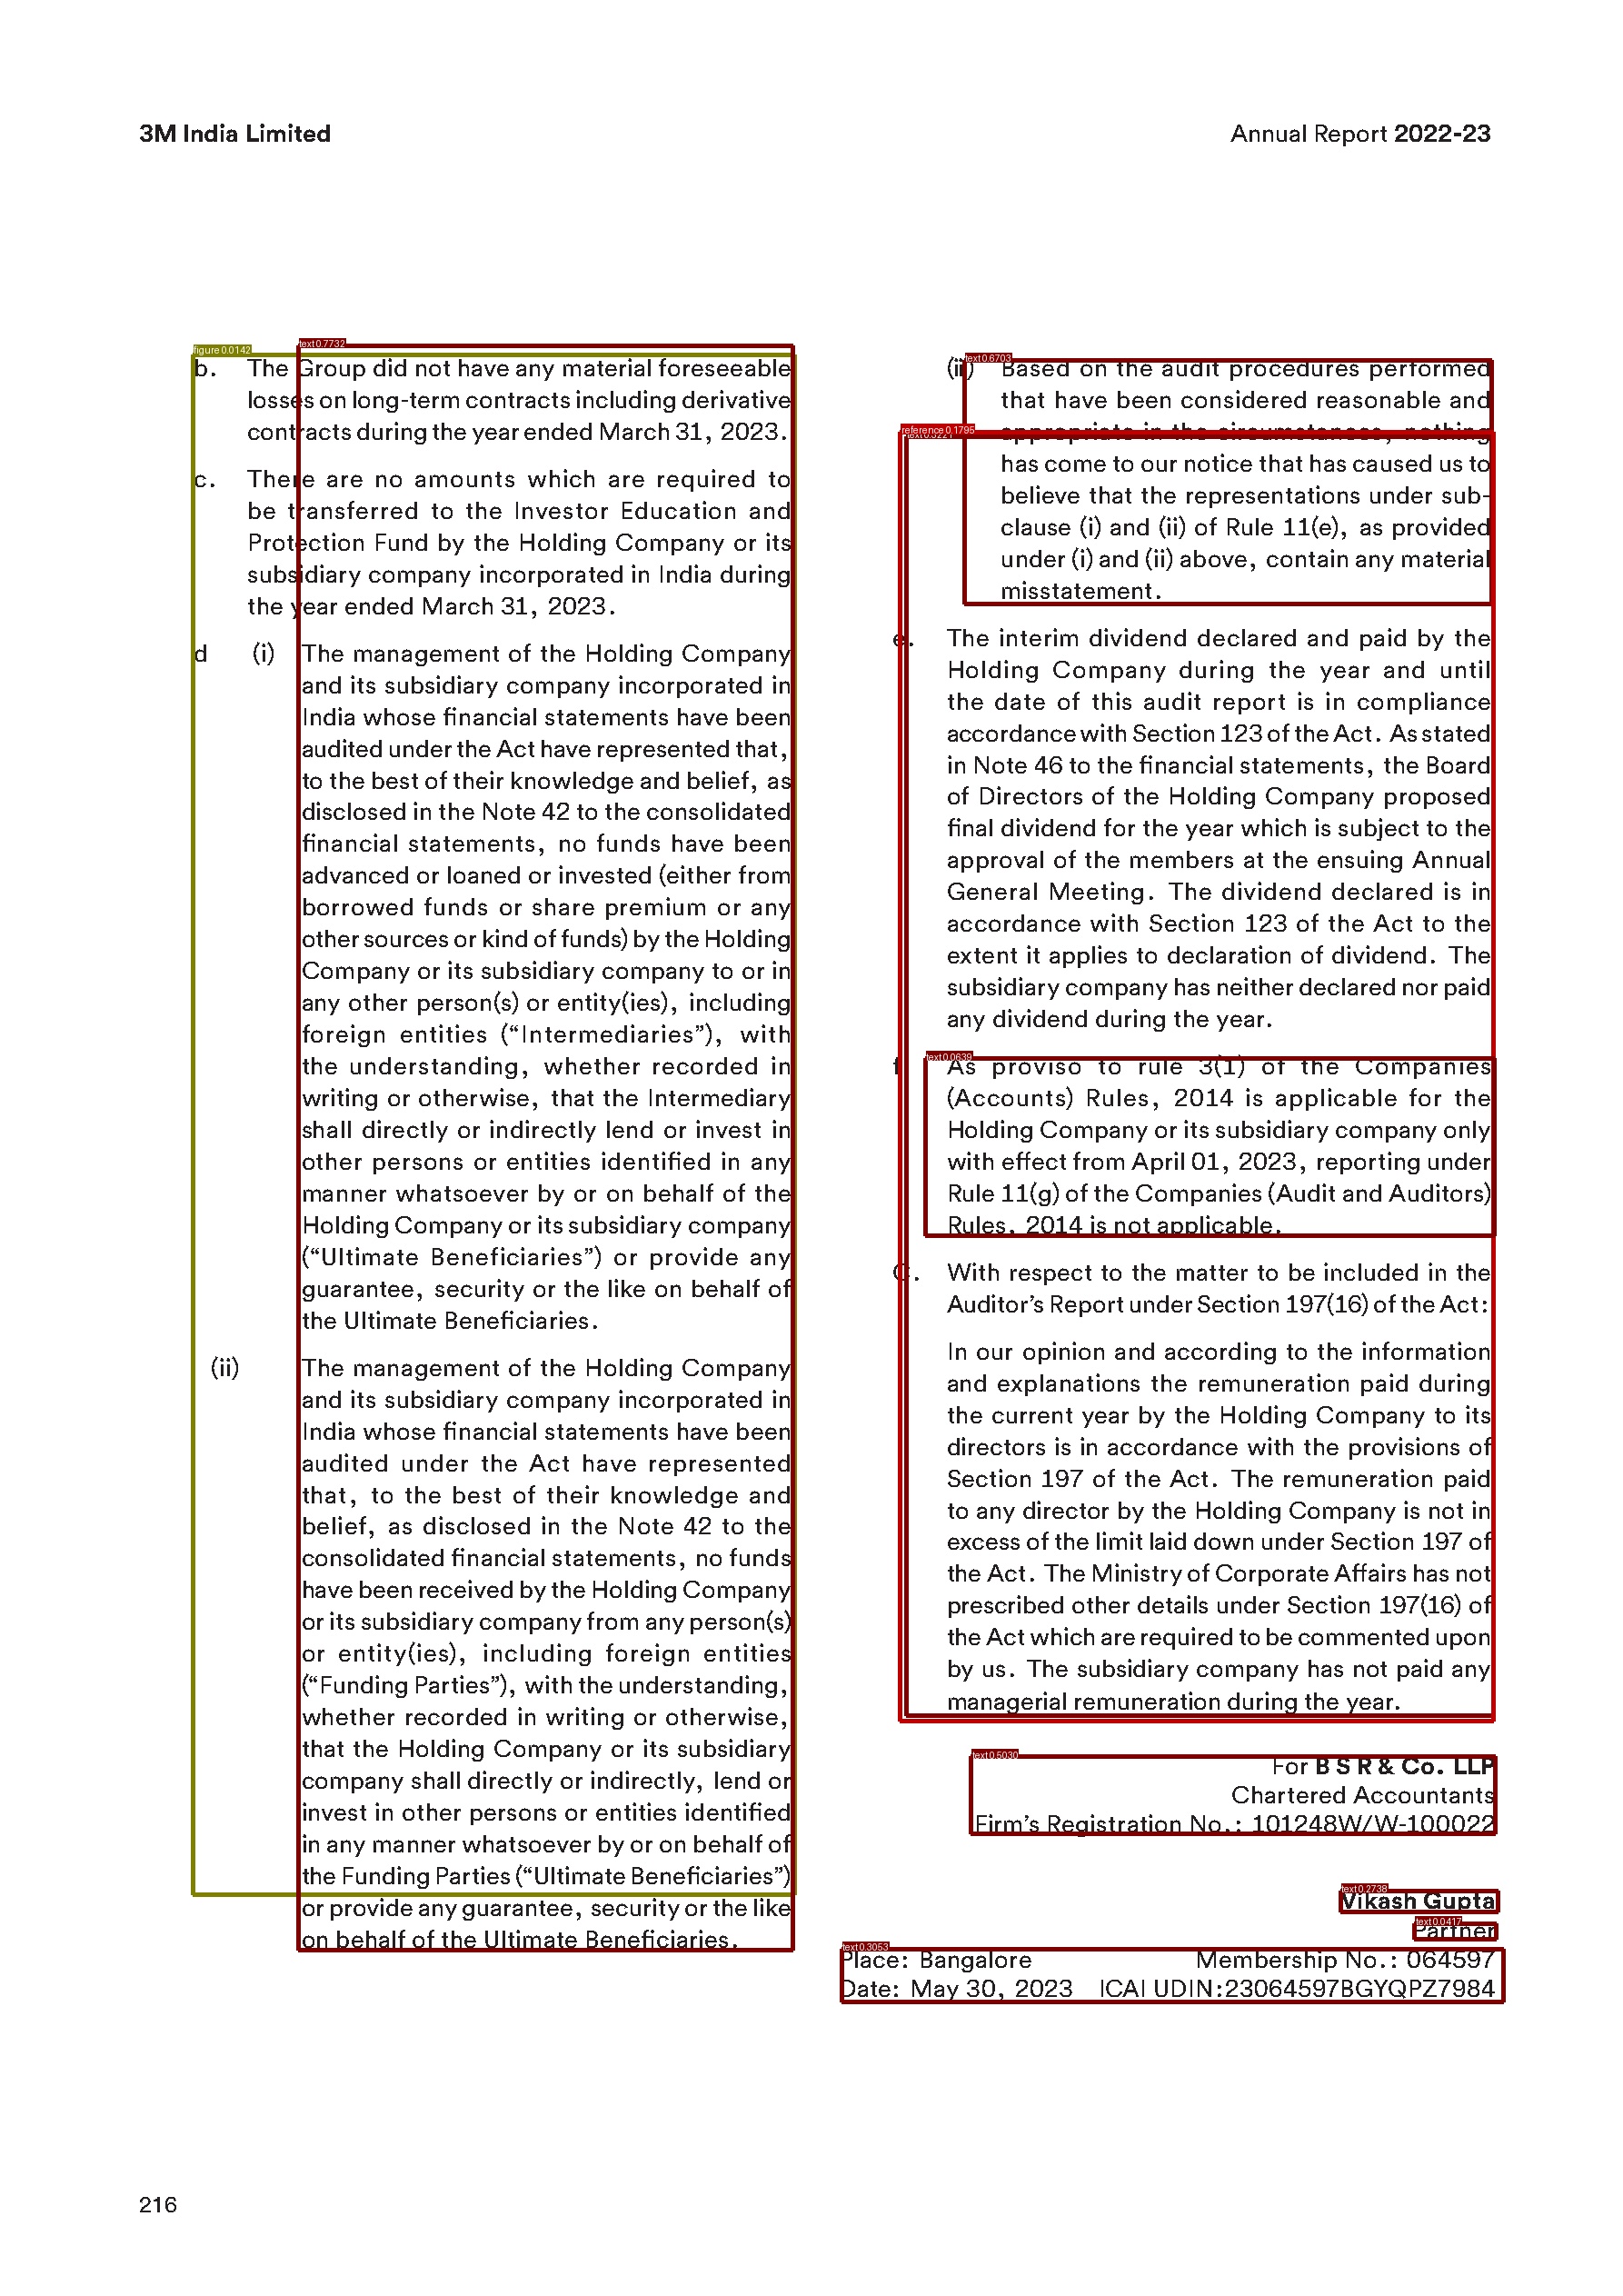 3M India Limited
Annual Report 2022-23
b. The Group did not have any material foreseeable
losses on long-term contracts including derivative
contracts during the year ended March 31, 2023.
c. There are no amounts which are required to
be transferred to the Investor Education and
Protection Fund by the Holding Company or its
subsidiary company incorporated in India during
the year ended March 31, 2023.
d (i) The management of the Holding Company
and its subsidiary company incorporated in
India whose financial statements have been
audited under the Act have represented that,
to the best of their knowledge and belief, as
disclosed in the Note 42 to the consolidated
financial statements, no funds have been
advanced or loaned or invested (either from
borrowed funds or share premium or any
other sources or kind of funds) by the Holding
Company or its subsidiary company to or in
any other person(s) or entity(ies), including
foreign entities (“Intermediaries”), with
the understanding, whether recorded in
writing or otherwise, that the Intermediary
shall directly or indirectly lend or invest in
other persons or entities identified in any
manner whatsoever by or on behalf of the
Holding Company or its subsidiary company
(“Ultimate Beneficiaries”) or provide any
guarantee, security or the like on behalf of
the Ultimate Beneficiaries.
(ii) The management of the Holding Company
and its subsidiary company incorporated in
India whose financial statements have been
audited under the Act have represented
that, to the best of their knowledge and
belief, as disclosed in the Note 42 to the
consolidated financial statements, no funds
have been received by the Holding Company
or its subsidiary company from any person(s)
or entity(ies), including foreign entities
(“Funding Parties”), with the understanding,
whether recorded in writing or otherwise,
that the Holding Company or its subsidiary
company shall directly or indirectly, lend or
invest in other persons or entities identified
in any manner whatsoever by or on behalf of
the Funding Parties (“Ultimate Beneficiaries”)
or provide any guarantee, security or the like
on behalf of the Ultimate Beneficiaries.
figure 0.0142
text 0.7732
(ii) Based on the audit procedures performed
that have been considered reasonable and
appropriate in the circumstances, nothing
has come to our notice that has caused us to
believe that the representations under sub-
clause (i) and (ii) of Rule 11(e), as provided
under (i) and (ii) above, contain any material
misstatement.
text 0.6703
reference 0.1795
e. The interim dividend declared and paid by the
Holding Company during the year and until
the date of this audit report is in compliance
accordance with Section 123 of the Act. As stated
in Note 46 to the financial statements, the Board
of Directors of the Holding Company proposed
final dividend for the year which is subject to the
approval of the members at the ensuing Annual
General Meeting. The dividend declared is in
accordance with Section 123 of the Act to the
extent it applies to declaration of dividend. The
subsidiary company has neither declared nor paid
any dividend during the year.
text 0.0639
f. As proviso to rule 3(1) of the Companies
(Accounts) Rules, 2014 is applicable for the
Holding Company or its subsidiary company only
with effect from April 01, 2023, reporting under
Rule 11(g) of the Companies (Audit and Auditors)
Rules, 2014 is not applicable.
C. With respect to the matter to be included in the
Auditor’s Report under Section 197(16) of the Act:
In our opinion and according to the information
and explanations the remuneration paid during
the current year by the Holding Company to its
directors is in accordance with the provisions of
Section 197 of the Act. The remuneration paid
to any director by the Holding Company is not in
excess of the limit laid down under Section 197 of
the Act. The Ministry of Corporate Affairs has not
prescribed other details under Section 197(16) of
the Act which are required to be commented upon
by us. The subsidiary company has not paid any
managerial remuneration during the year.
text 0.5030
For B S R & Co. LLP
Chartered Accountants
Firm’s Registration No.: 101248W/W-100022
text 0.2738
Vikash Gupta
text 0.0417
Partner
text 0.3053
Place: Bangalore Membership No.: 064597
Date: May 30, 2023 ICAI UDIN:23064597BGYQPZ7984
216